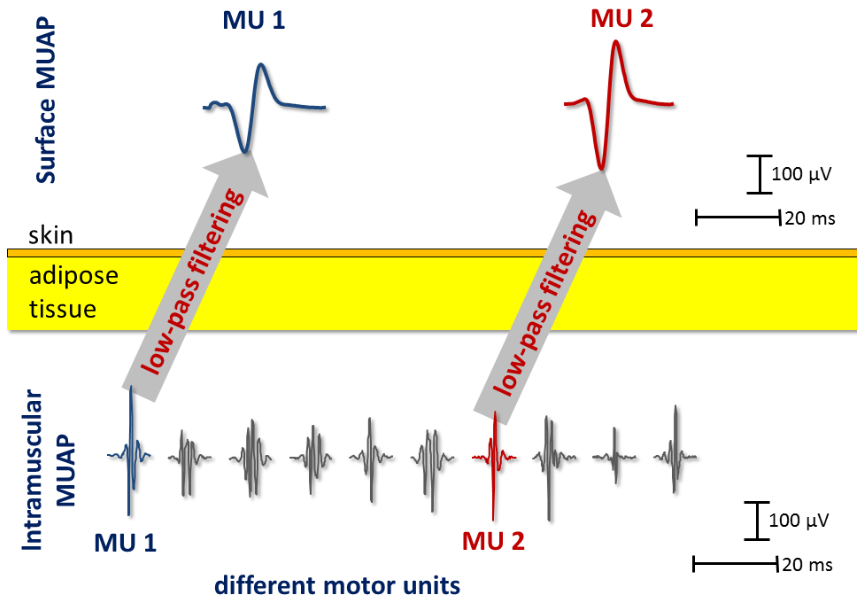 MU 1
MU 2
Surface MUAP
100 µV
20 ms
low-pass filtering
low-pass filtering
skin
adipose
tissue
Intramuscular
MUAP
100 µV
20 ms
MU 1
MU 2
different motor units